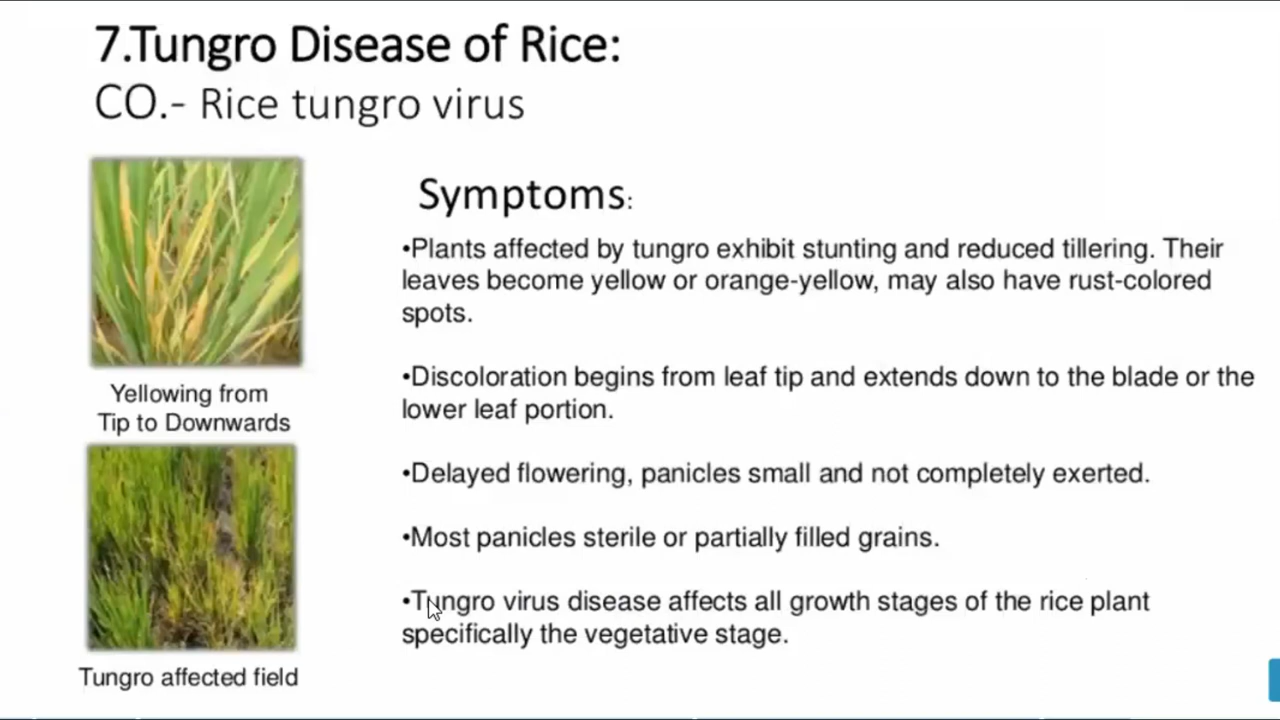 7.Tungro Disease of Rice:
CO.- Rice tungro virus
Yellowing from
Tip to Downwards
Tungro affected field
Symptoms:
•Plants affected by tungro exhibit stunting and reduced tillering. Their
leaves become yellow or orange-yellow, may also have rust-colored
spots.
•Discoloration begins from leaf tip and extends down to the blade or the
lower leaf portion.
•Delayed flowering, panicles small and not completely exerted.
•Most panicles sterile or partially filled grains.
•Tungro virus disease affects all growth stages of the rice plant
specifically the vegetative stage.